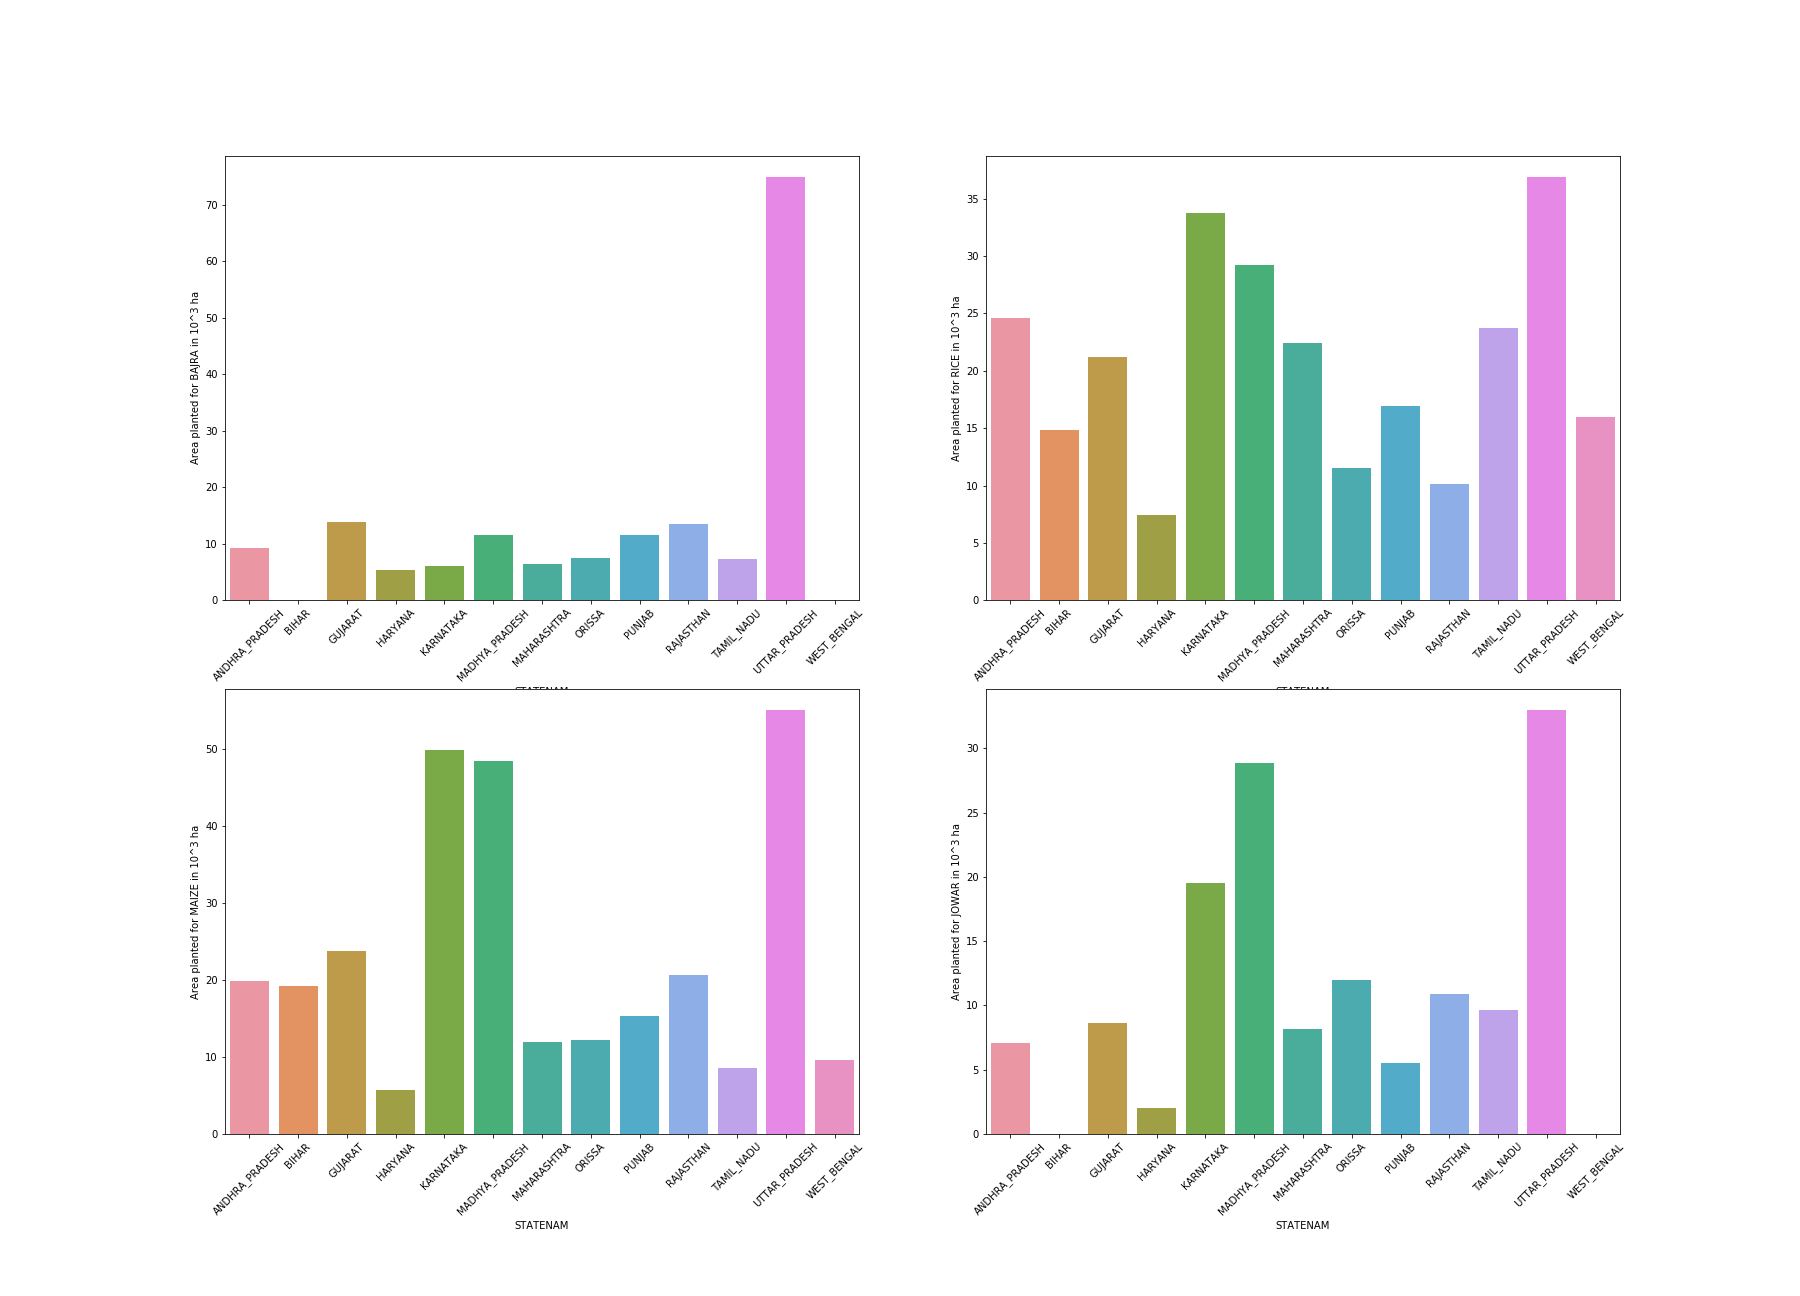 Area planted for BAJRA in 10^3 ha
70
60
50
40
30
20
10
0
ANDHRA_PRADESH
BIHAR
GUJARAT
HARYANA
KARNATAKA
MADHYA_PRADESH
MAHARASHTRA
ORISSA
PUNJAB
RAJASTHAN
TAMIL_NADU
UTTAR_PRADESH
WEST_BENGAL
STATENAM
Area planted for RICE in 10^3 ha
35
30
25
20
15
10
5
0
ANDHRA_PRADESH
BIHAR
GUJARAT
HARYANA
KARNATAKA
MADHYA_PRADESH
MAHARASHTRA
ORISSA
PUNJAB
RAJASTHAN
TAMIL_NADU
UTTAR_PRADESH
WEST_BENGAL
STATENAM
Area planted for MAIZE in 10^3 ha
50
40
30
20
10
0
ANDHRA_PRADESH
BIHAR
GUJARAT
HARYANA
KARNATAKA
MADHYA_PRADESH
MAHARASHTRA
ORISSA
PUNJAB
RAJASTHAN
TAMIL_NADU
UTTAR_PRADESH
WEST_BENGAL
STATENAM
Area planted for JOWAR in 10^3 ha
30
25
20
15
10
5
0
ANDHRA_PRADESH
BIHAR
GUJARAT
HARYANA
KARNATAKA
MADHYA_PRADESH
MAHARASHTRA
ORISSA
PUNJAB
RAJASTHAN
TAMIL_NADU
UTTAR_PRADESH
WEST_BENGAL
STATENAM